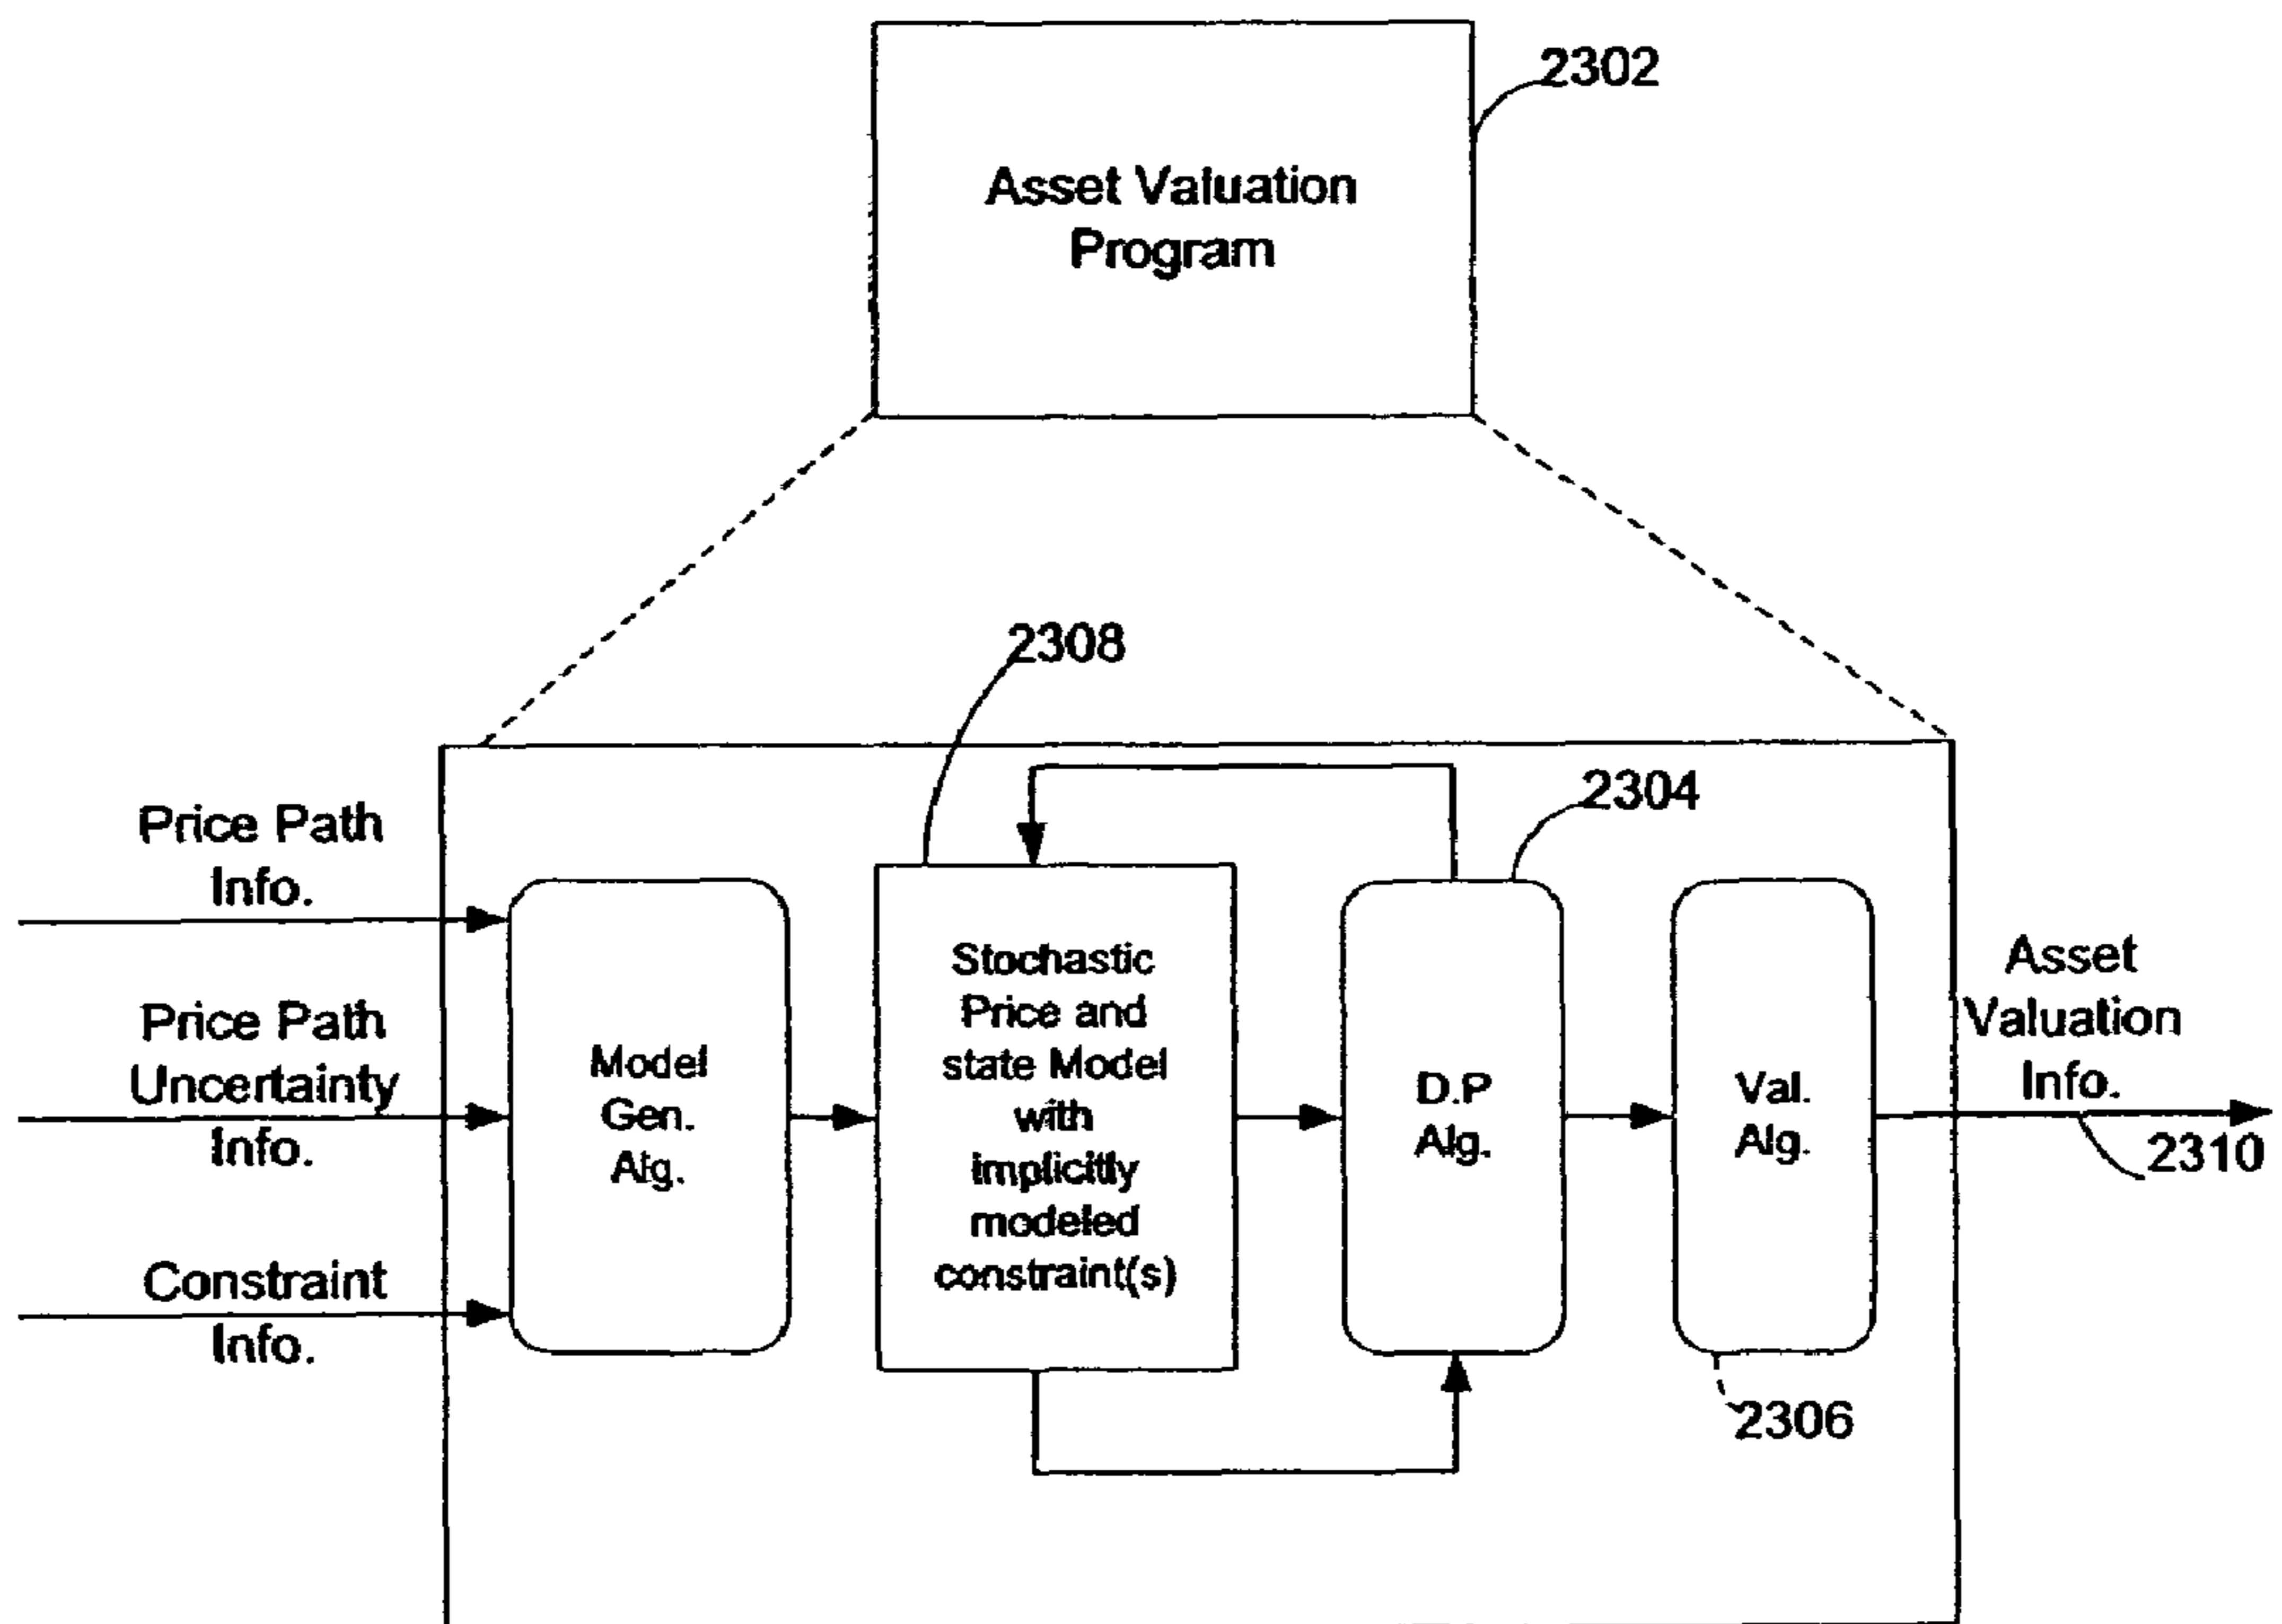 2302
Asset Valuation
Program
2308
2304
Price Path
Info.
Price Path
Uncertainty
Info.
Constraint
Info.
Model
Gen.
Alg.
Stochastic
Price and
state Model
with
implicitly
modeled
constraint(s)
D.P
Alg.
Val.
Alg.
Asset
Valuation
Info.
2310
2306